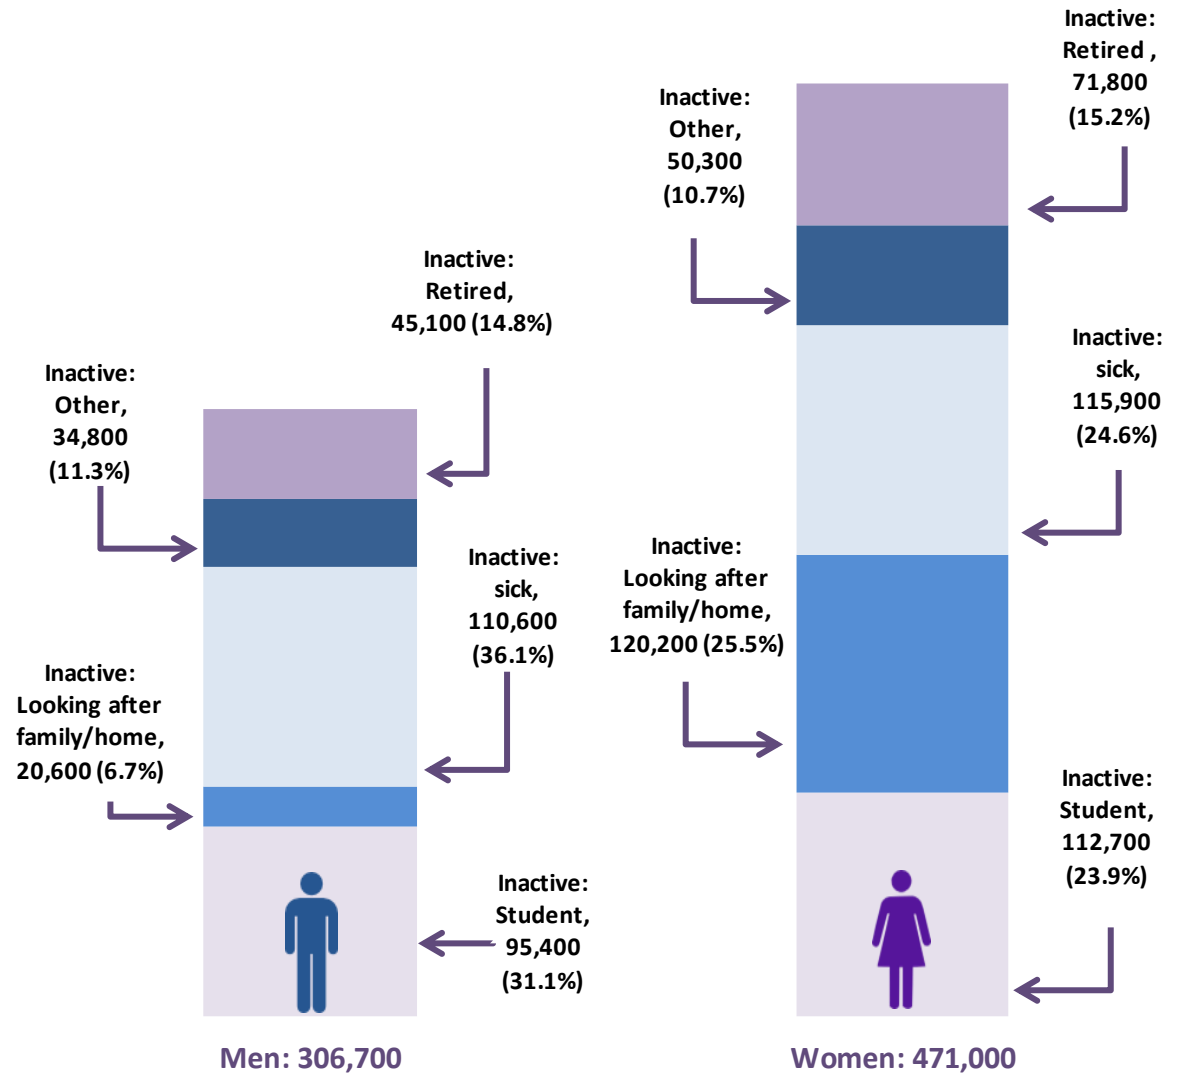 Inactive:
Retired,
45,100 (14.8%)
Inactive:
Other,
34,800
(11.3%)
Inactive:
sick,
110,600
(36.1%)
Inactive:
Looking after
family/home,
20,600 (6.7%)
Inactive:
Student,
95,400
(31.1%)
Men: 306,700
Inactive:
Retired ,
71,800
(15.2%)
Inactive:
Other,
50,300
(10.7%)
Inactive:
sick,
115,900
(24.6%)
Inactive:
Looking after
family/home,
120,200 (25.5%)
Inactive:
Student,
112,700
(23.9%)
Women: 471,000